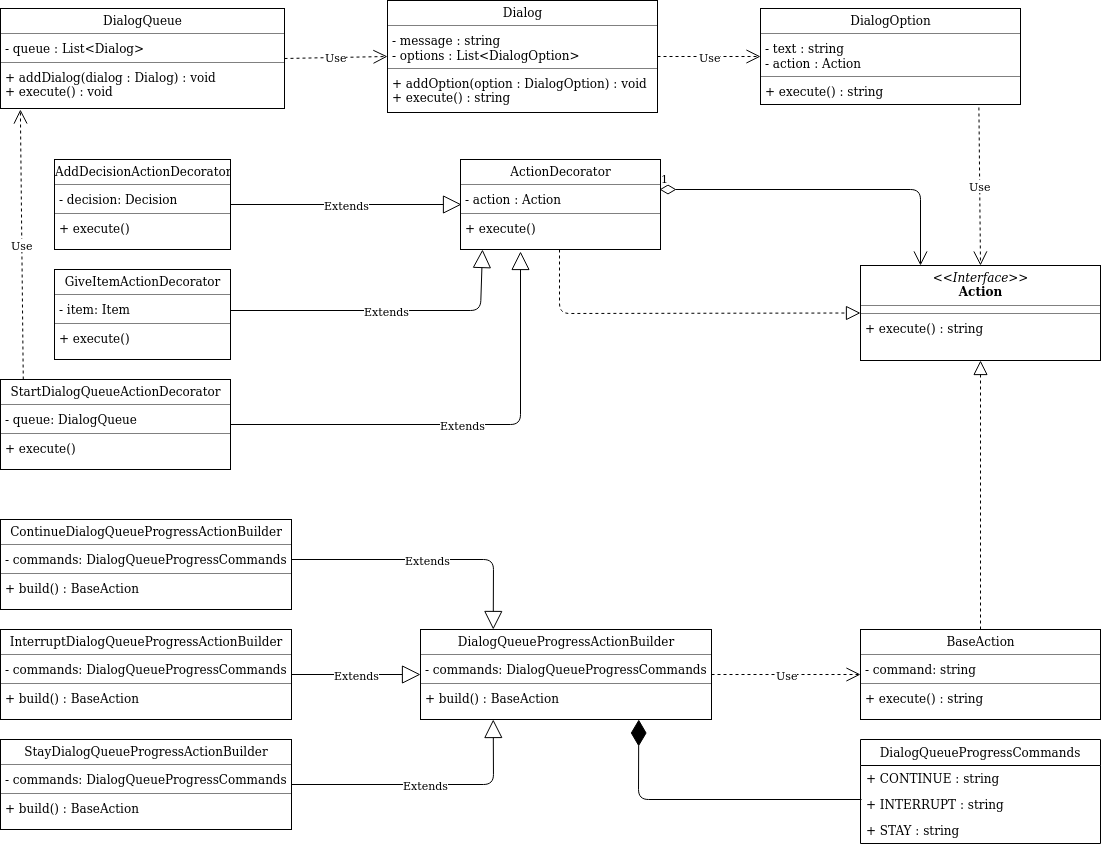 DialogQueue
- queue : List<Dialog>
+ addDialog(dialog : Dialog) : void
+ execute() : void
Use
Dialog
- message : string
- options : List<DialogOption>
+ addOption(option : DialogOption) : void
+ execute() : string
Use
DialogOption
- text : string
- action : Action
+ execute() : string
Use
AddDecisionActionDecorator
- decision: Decision
+ execute()
Extends
ActionDecorator
- action : Action
+ execute()
1
Use
GiveItemActionDecorator
- item: Item
+ execute()
Extends
<<Interface>>
Action
+ execute() : string
StartDialogQueueActionDecorator
- queue: DialogQueue
+ execute()
Extends
ContinueDialogQueueProgressActionBuilder
- commands: DialogQueueProgressCommands
+ build() : BaseAction
Extends
InterruptDialogQueueProgressActionBuilder
- commands: DialogQueueProgressCommands
+ build() : BaseAction
Extends
DialogQueueProgressActionBuilder
- commands: DialogQueueProgressCommands
+ build() : BaseAction
Use
BaseAction
- command: string
+ execute() : string
StayDialogQueueProgressActionBuilder
- commands: DialogQueueProgressCommands
+ build() : BaseAction
Extends
DialogQueueProgressCommands
+ CONTINUE : string
+ INTERRUPT : string
+ STAY : string